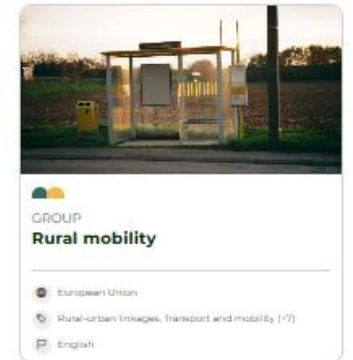 GROUP
Rural mobility
European Union
Rural-urban linkages, Transport and mobility (+7)
English